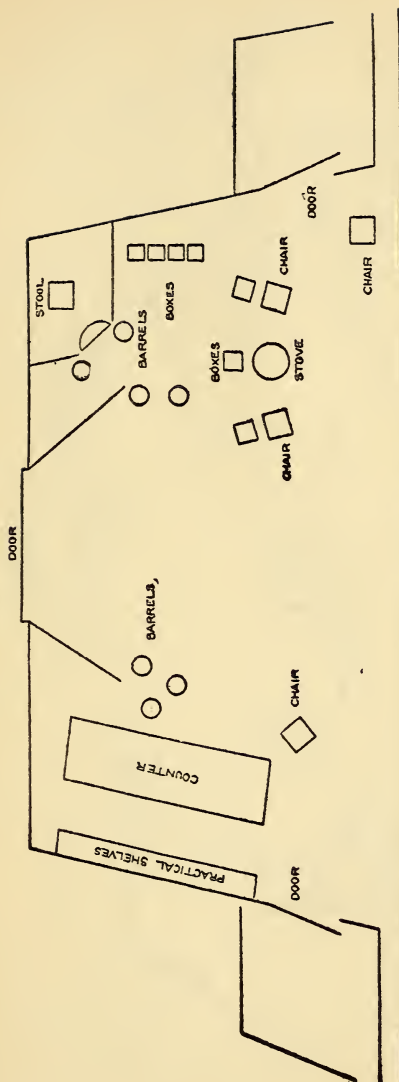 DOOR
STOOL
BARRELS,
BARRELS
BOXES
PRACTICAL SHELVES
COUNTER
BOXES
DOOR
CHAIR
CHAIR
STOVE
CHAIR
DOOR
CHAIR